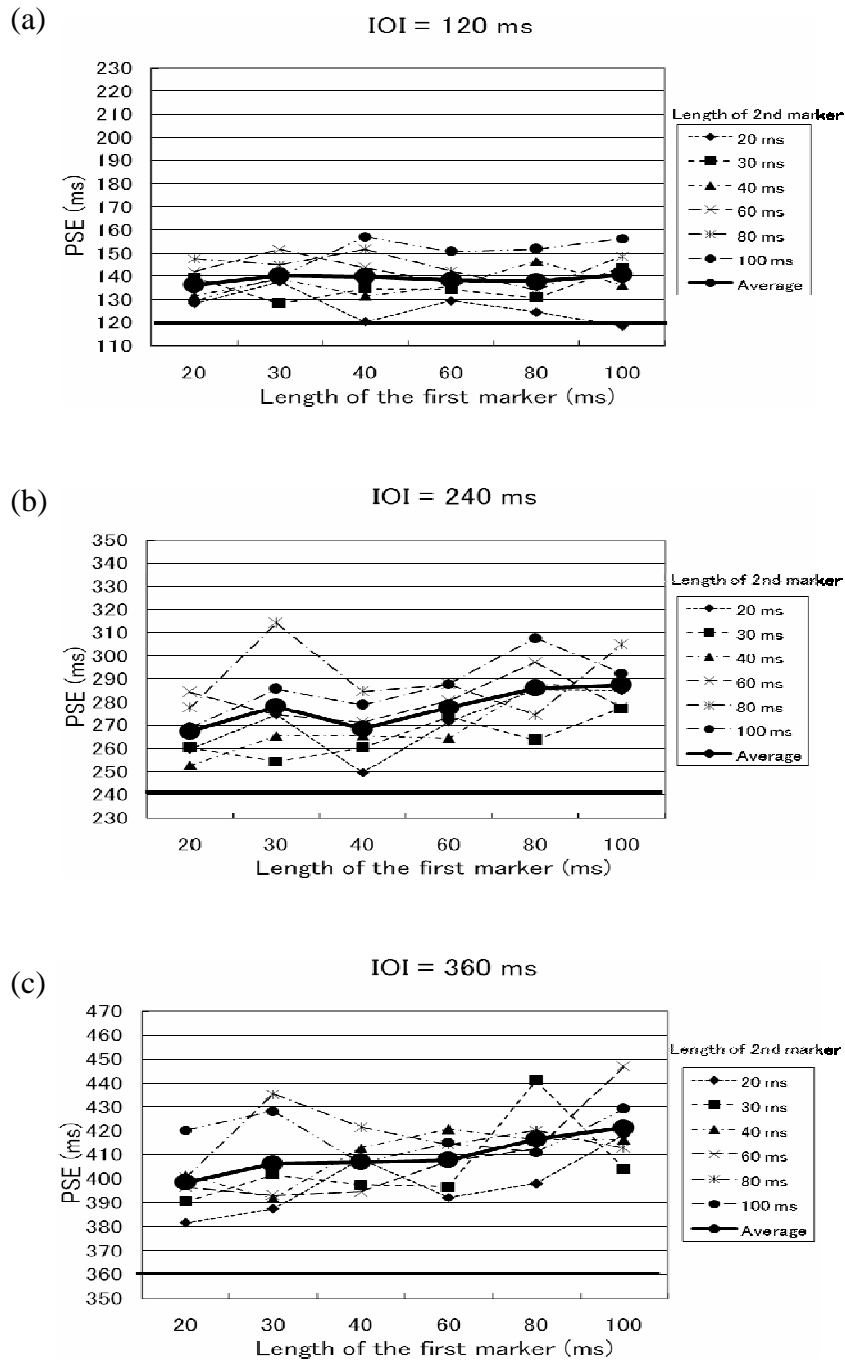 (a)
IOI = 120 ms
230
220
210
200
190
180
170
160
150
140
130
120
110
PSE (ms)
20 30 40 60 80 100
Length of the first marker (ms)
Length of 2nd marker
20 ms
30 ms
40 ms
60 ms
80 ms
100 ms
Average
(b)
IOI = 240 ms
350
340
330
320
310
300
290
280
270
260
250
240
230
PSE (ms)
20 30 40 60 80 100
Length of the first marker (ms)
Length of 2nd marker
20 ms
30 ms
40 ms
60 ms
80 ms
100 ms
Average
(c)
IOI = 360 ms
470
460
450
440
430
420
410
400
390
380
370
360
350
PSE (ms)
20 30 40 60 80 100
Length of the first marker (ms)
Length of 2nd marker
20 ms
30 ms
40 ms
60 ms
80 ms
100 ms
Average